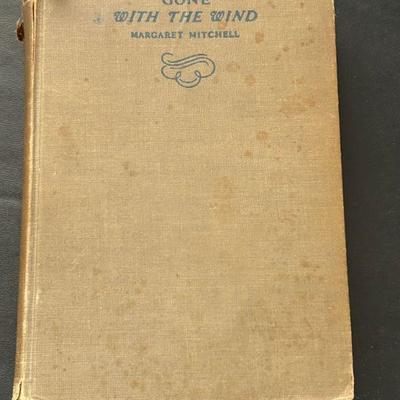 GONE
WITH THE WIND
MARGARET MITCHELL